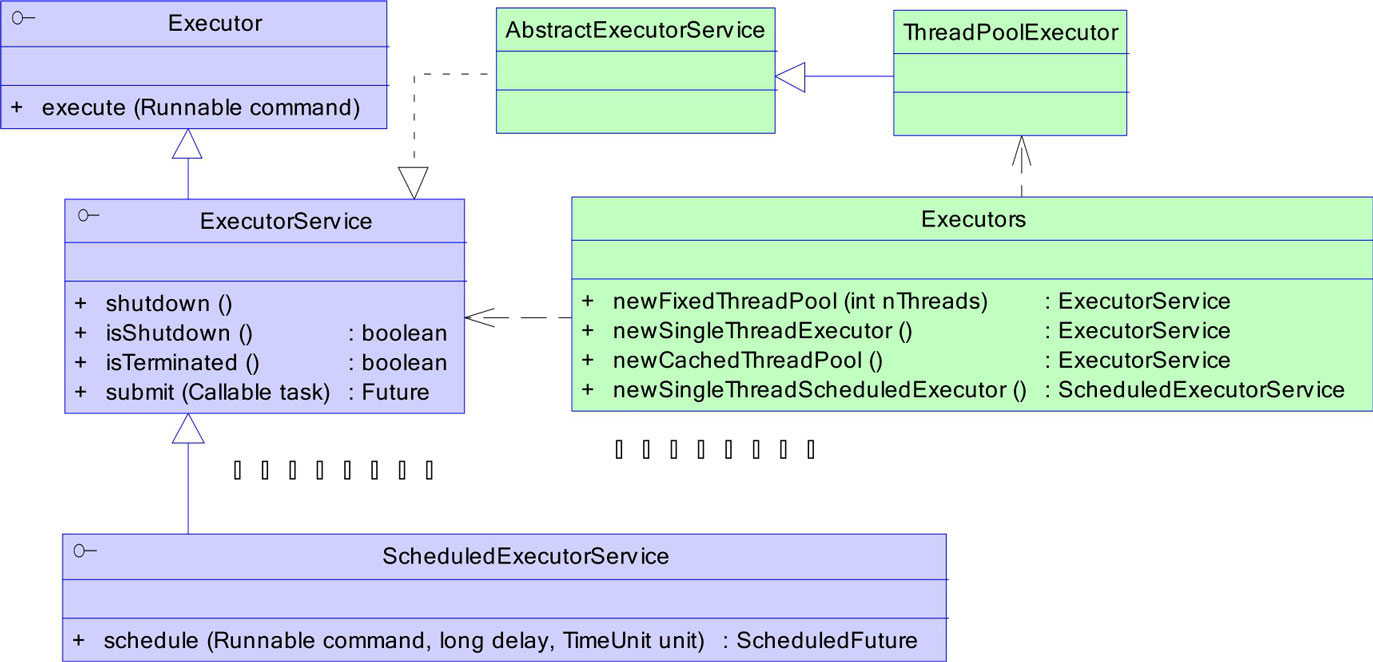 Executor
+ execute (Runnable command)
AbstractExecutorService
ThreadPoolExecutor
ExecutorService
+ shutdown ()
+ isShutdown () : boolean
+ isTerminated () : boolean
+ submit (Callable task) : Future
Executors
+ newFixedThreadPool (int nThreads) : ExecutorService
+ newSingleThreadExecutor () : ExecutorService
+ newCachedThreadPool () : ExecutorService
+ newSingleThreadScheduledExecutor () : ScheduledExecutorService
ScheduledExecutorService
+ schedule (Runnable command, long delay, TimeUnit unit) : ScheduledFuture